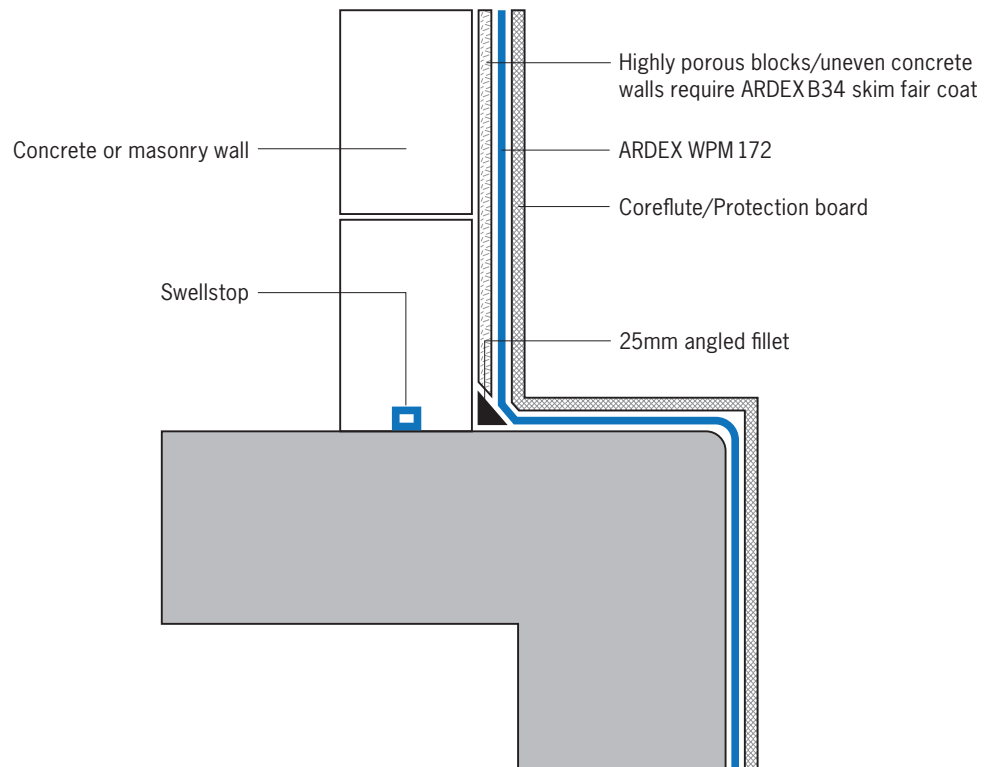 Highly porous blocks/uneven concrete
walls require ARDEX B34 skim fair coat
Concrete or masonry wall
ARDEX WPM 172
Coreflute/Protection board
Swellstop
25mm angled fillet